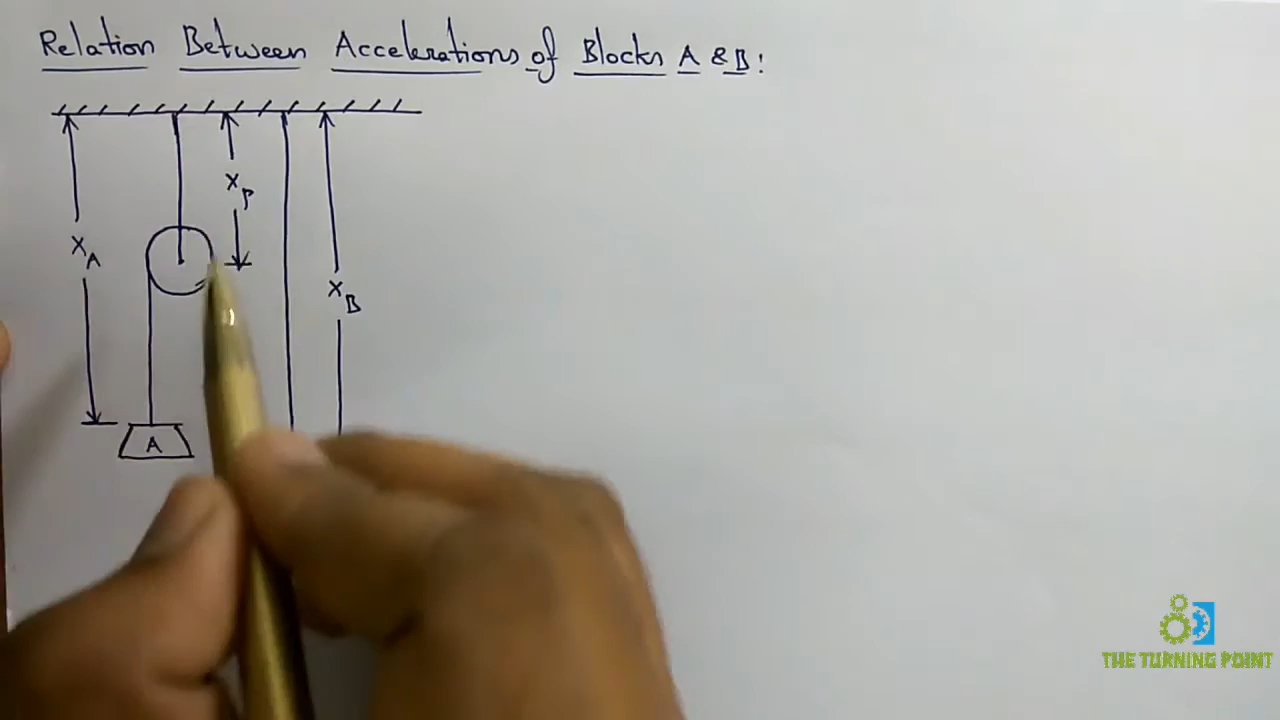 Relation Between Accelerations of Blocks A & B:
x_P
x_A
x_B
A
THE TURNING POINT